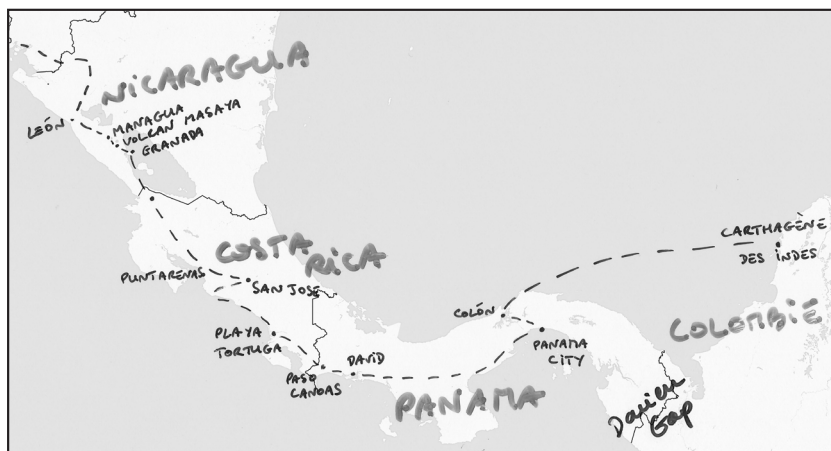 NICARAGUA
LEÓN
MANAGUA
VOLCAN MASAYA
GRANADA
COSTA
RICA
PUNTARENAS
SAN JOSE
PLAYA
TORTUGA
PASO
CANOAS
DAVID
PANAMA
COLÓN
PANAMA
CITY
CARTHAGÈNE
DES INDES
COLOMBIE
Darien
Gap